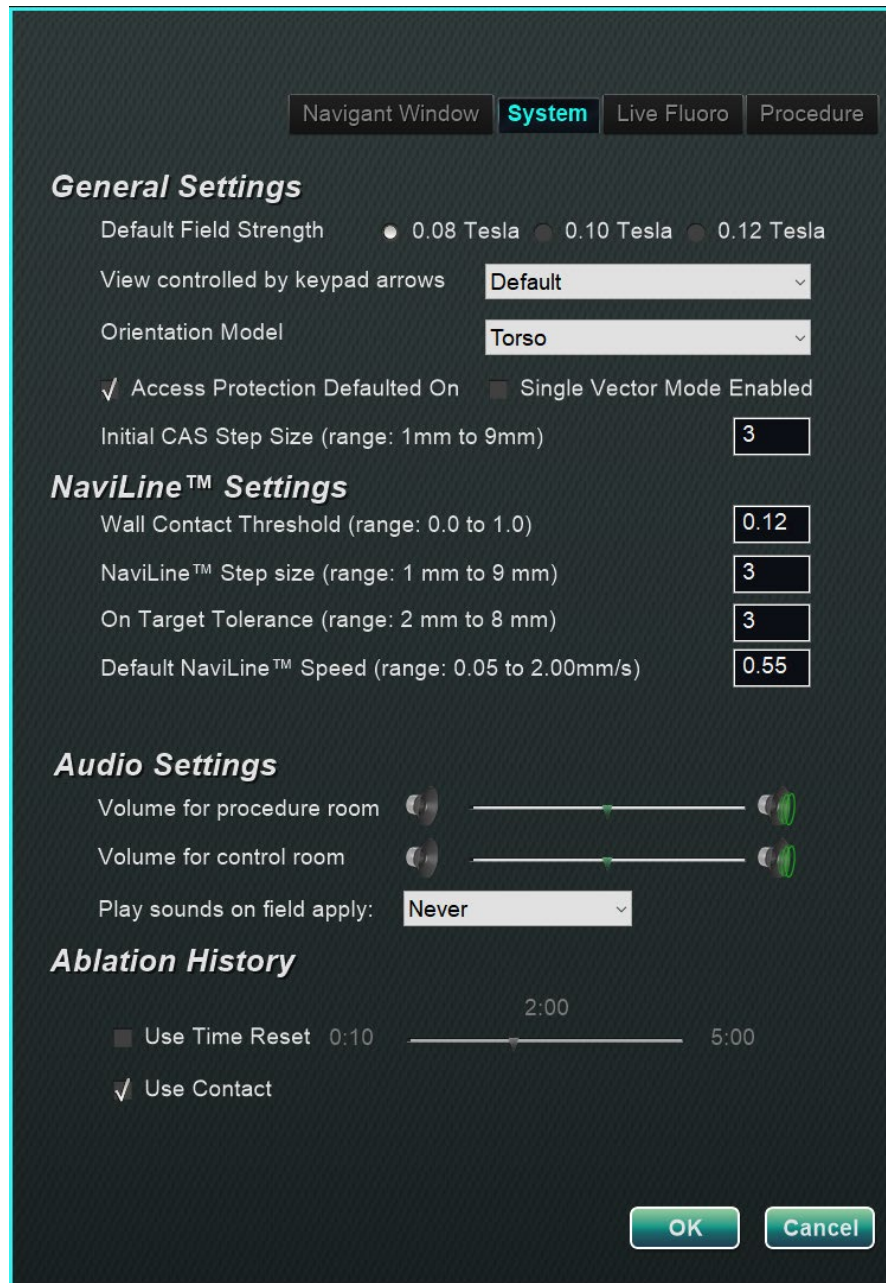 Navigant Window System Live Fluoro Procedure
General Settings
Default Field Strength 0.08 Tesla 0.10 Tesla 0.12 Tesla
View controlled by keypad arrows Default
Orientation Model Torso
Access Protection Defaulted On Single Vector Mode Enabled
Initial CAS Step Size (range: 1mm to 9mm) 3
NaviLine™ Settings
Wall Contact Threshold (range: 0.0 to 1.0) 0.12
NaviLine™ Step size (range: 1 mm to 9 mm) 3
On Target Tolerance (range: 2 mm to 8 mm) 3
Default NaviLine™ Speed (range: 0.05 to 2.00mm/s) 0.55
Audio Settings
Volume for procedure room
Volume for control room
Play sounds on field apply: Never
Ablation History
2:00
Use Time Reset 0:10 5:00
Use Contact
OK Cancel